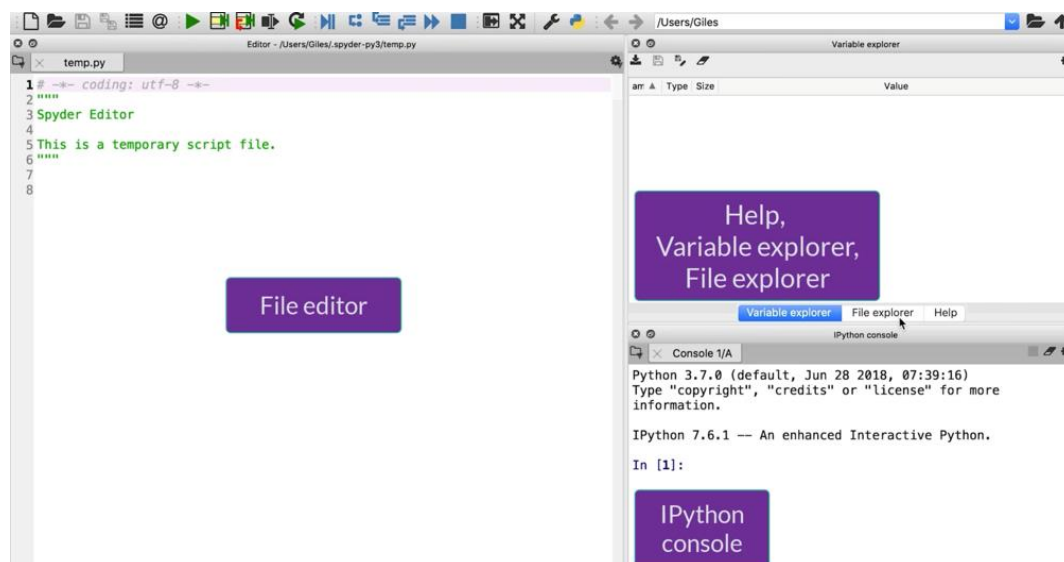 /Users/Giles
Editor - /Users/Giles/.spyder-py3/temp.py
temp.py
1 # -*- coding: utf-8 -*-
2 """
3 Spyder Editor
4
5 This is a temporary script file.
6 """
7
8
File editor
Variable explorer
am Type Size Value
Help,
Variable explorer,
File explorer
Variable explorer File explorer Help
IPython console
Console 1/A
Python 3.7.0 (default, Jun 28 2018, 07:39:16)
Type "copyright", "credits" or "license" for more
information.
IPython 7.6.1 -- An enhanced Interactive Python.
In [1]:
IPython
console